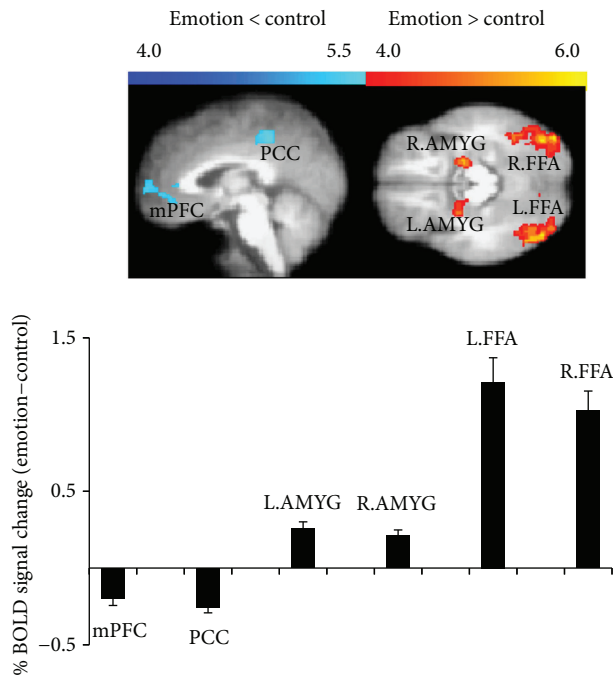 Emotion < control
Emotion > control
4.0
5.5
4.0
6.0
PCC
mPFC
R.AMYG
R.FFA
L.AMYG
L.FFA
% BOLD signal change (emotion−control)
1.5
0.5
−0.5
mPFC
PCC
L.AMYG
R.AMYG
L.FFA
R.FFA